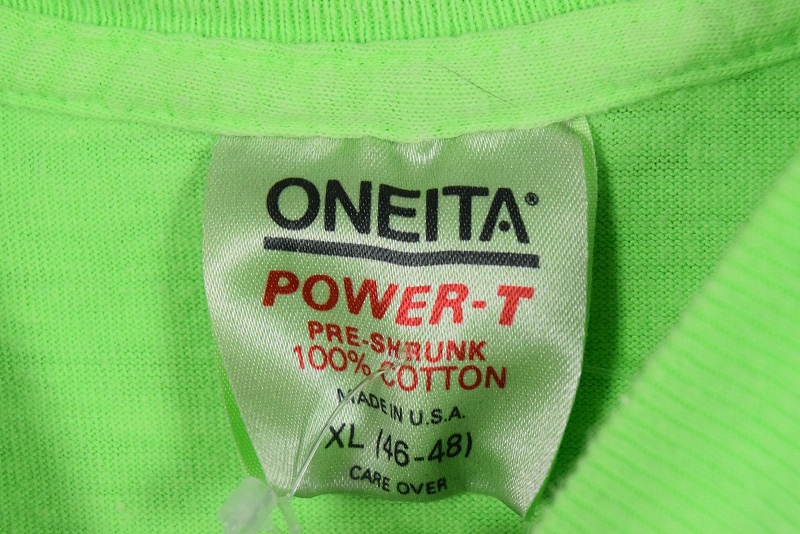 ONEITA®
POWER-T
PRE-SHRUNK
100% COTTON
MADE IN U.S.A.
XL (46-48)
CARE OVER